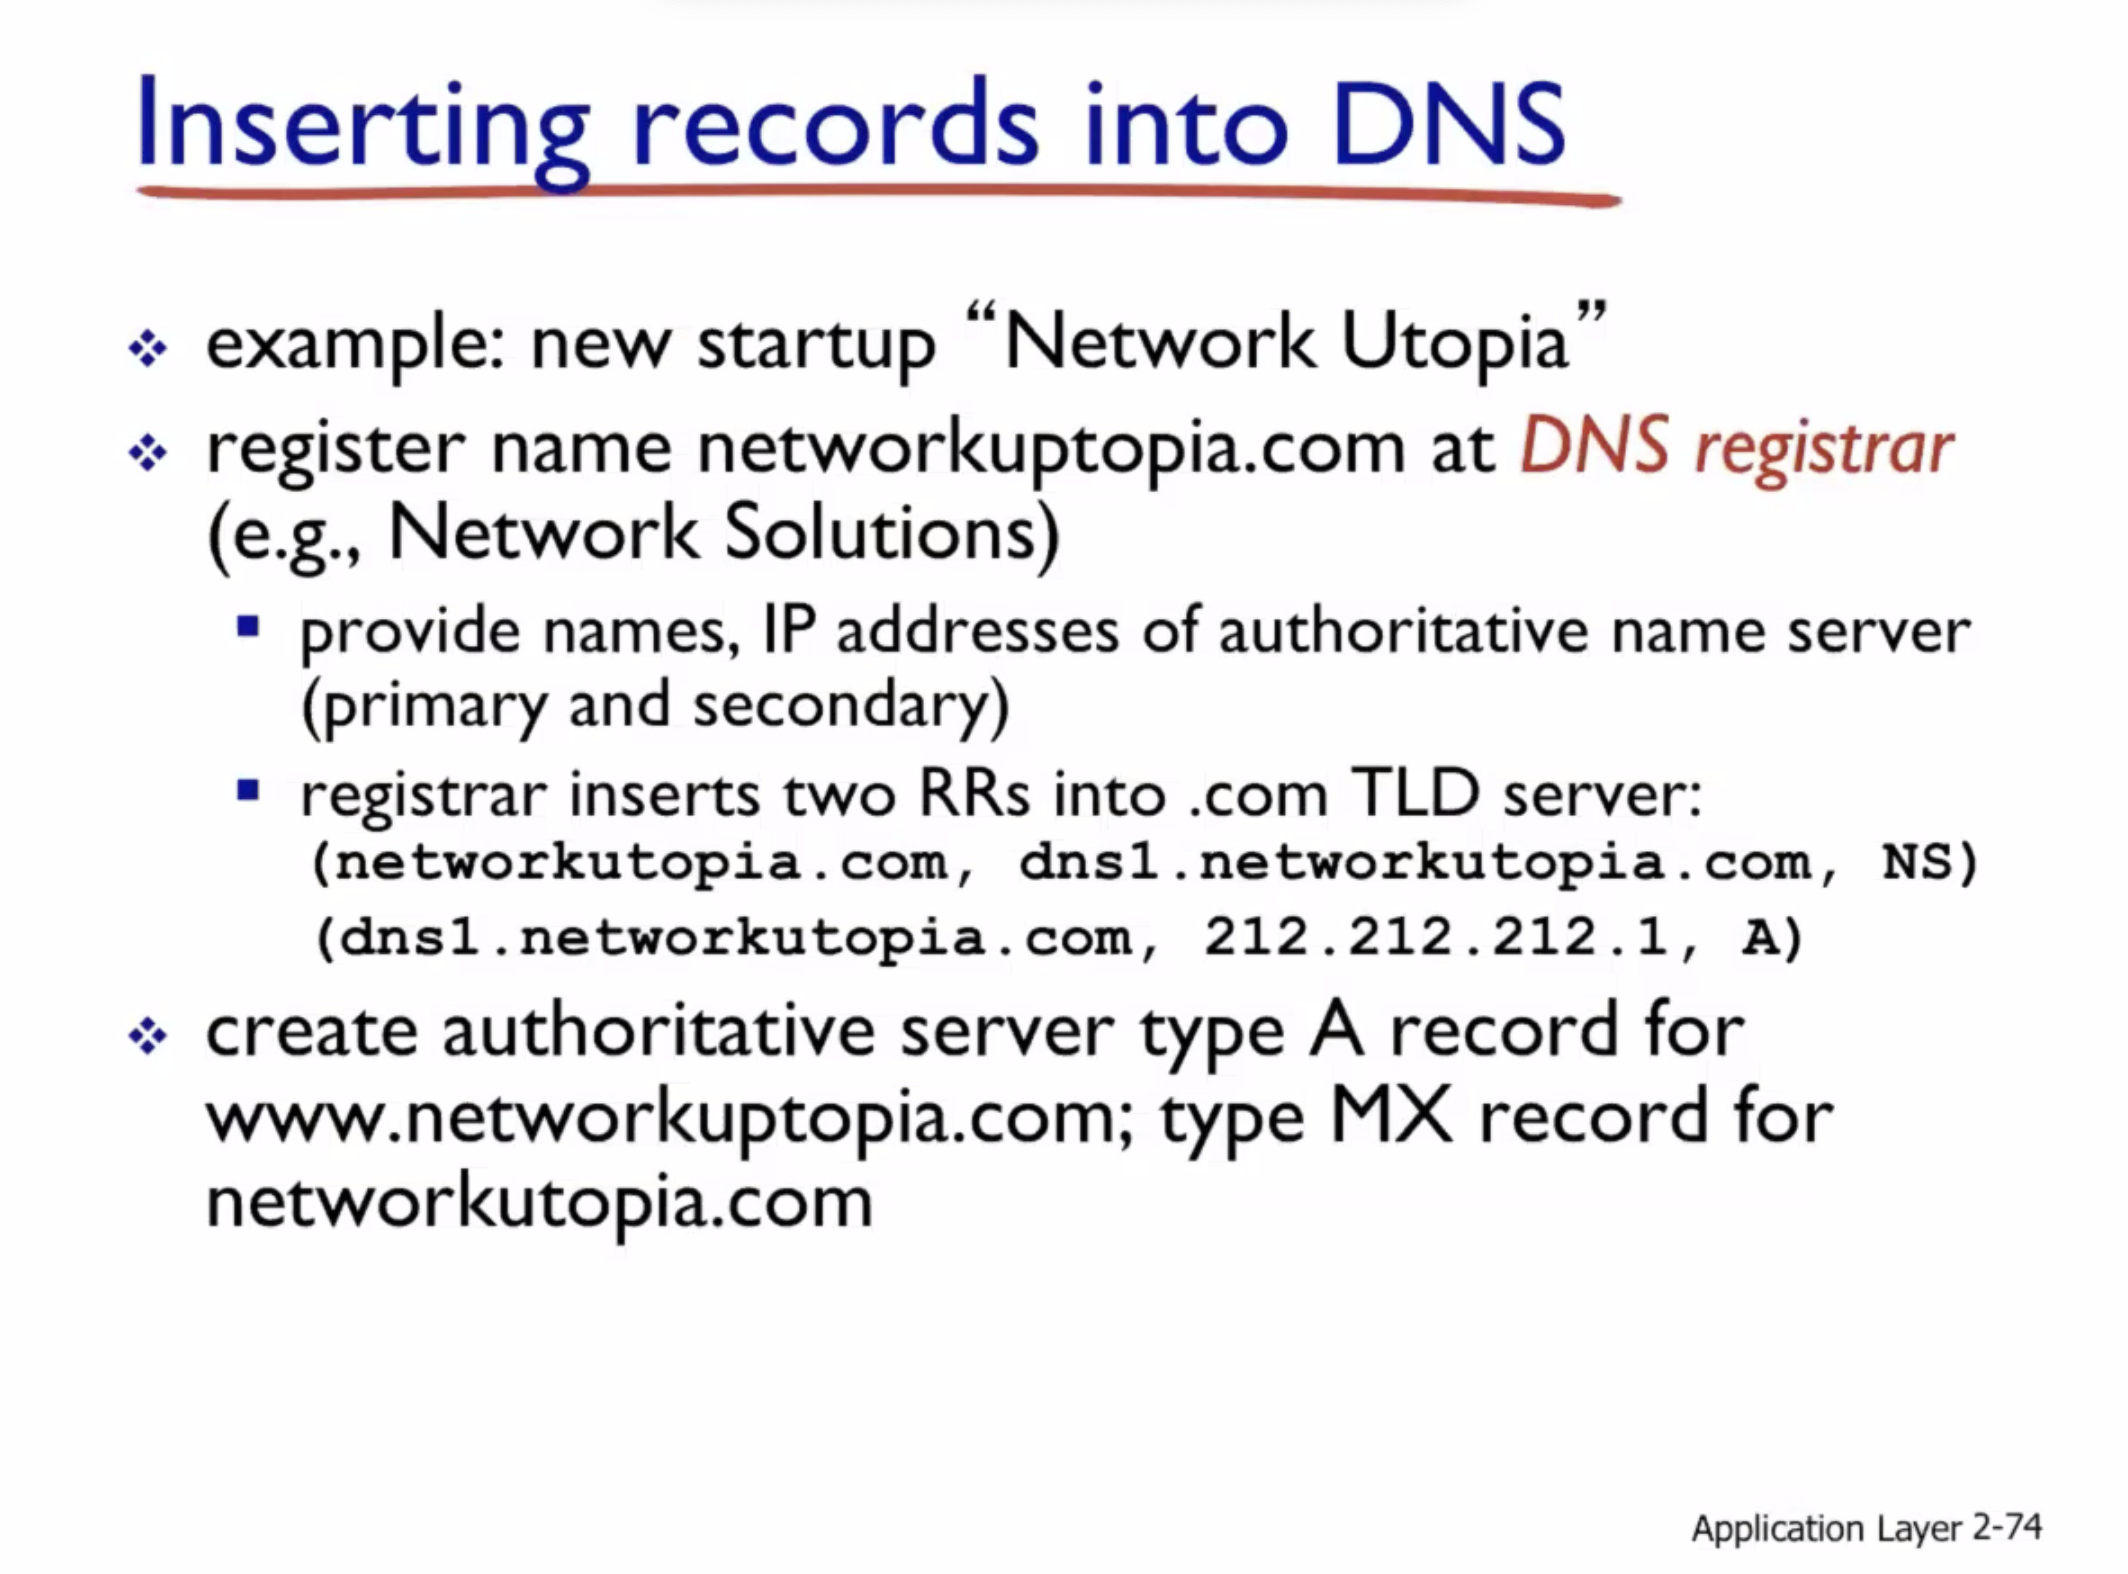 Inserting records into DNS
example: new startup “Network Utopia”
register name networkuptopia.com at DNS registrar
(e.g., Network Solutions)
provide names, IP addresses of authoritative name server
(primary and secondary)
registrar inserts two RRs into .com TLD server:
(networkutopia.com, dns1.networkutopia.com, NS)
(dns1.networkutopia.com, 212.212.212.1, A)
create authoritative server type A record for
www.networkuptopia.com; type MX record for
networkutopia.com
Application Layer 2-74